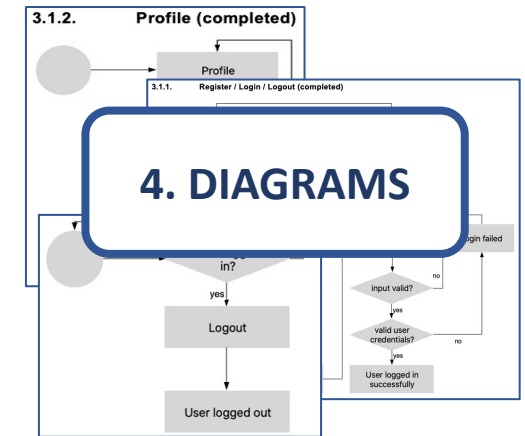 3.1.2. Profile (completed)
Profile
3.1.1. Register / Login / Logout (completed)
4. DIAGRAMS
failed
in?
yes
Logout
User logged out
input valid?
no
yes
valid user
credentials?
no
yes
User logged in
successfully